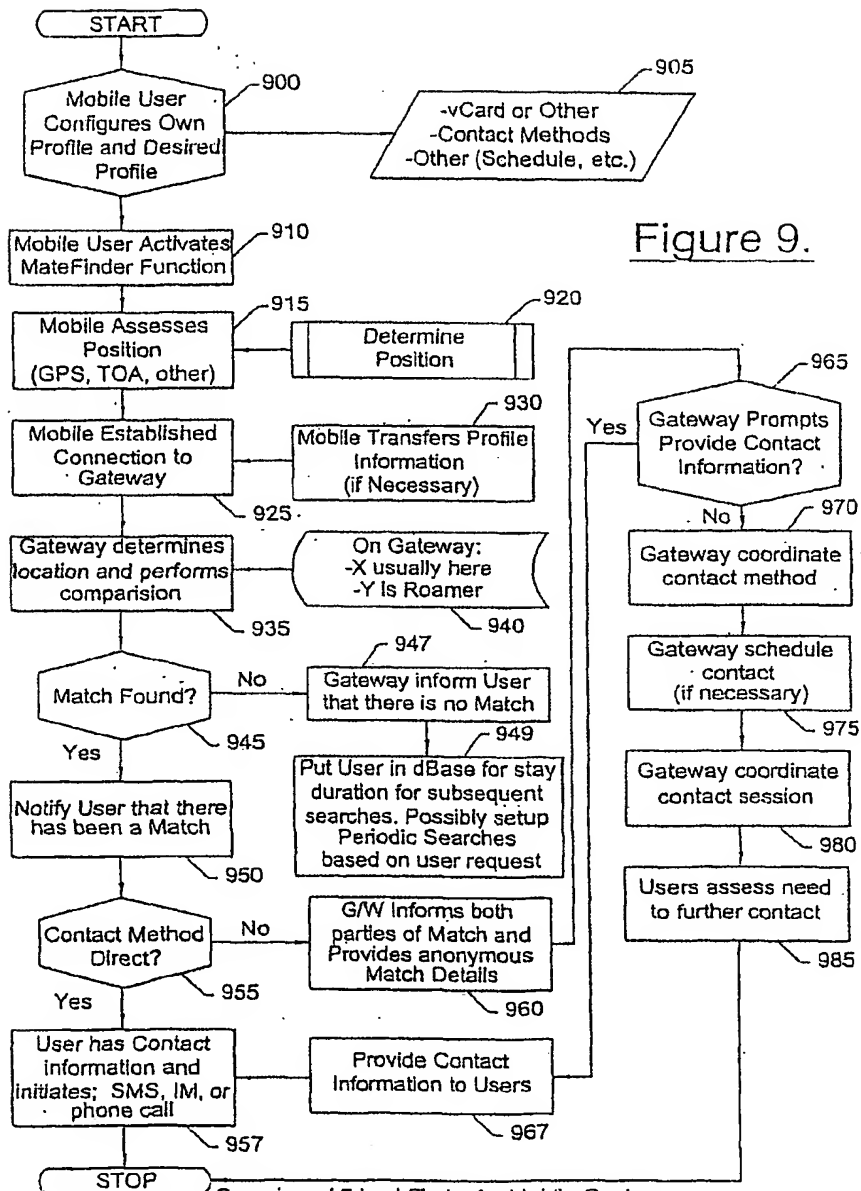 START
900
Mobile User
Configures Own
Profile and Desired
Profile
905
-vCard or Other
-Contact Methods
-Other (Schedule, etc.)
Figure 9.
Mobile User Activates
MateFinder Function
910
915
Mobile Assesses
Position
(GPS, TOA, other)
920
Determine
Position
Mobile Established
Connection to
Gateway
925
930
Mobile Transfers Profile
Information
(if Necessary)
Gateway determines
location and performs
comparision
935
On Gateway:
-X usually here
-Y is Roamer
940
Match Found?
945
No
Yes
947
Gateway inform User
that there is no Match
949
Put User in dBase for stay
duration for subsequent
searches. Possibly setup
Periodic Searches
based on user request
Notify User that there
has been a Match
950
Contact Method
Direct?
955
No
Yes
G/W Informs both
parties of Match and
Provides anonymous
Match Details
960
User has Contact
information and
initiates; SMS, IM, or
phone call
957
Provide Contact
Information to Users
967
965
Gateway Prompts
Provide Contact
Information?
Yes
No
970
Gateway coordinate
contact method
Gateway schedule
contact
(if necessary)
975
Gateway coordinate
contact session
980
Users assess need
to further contact
985
STOP